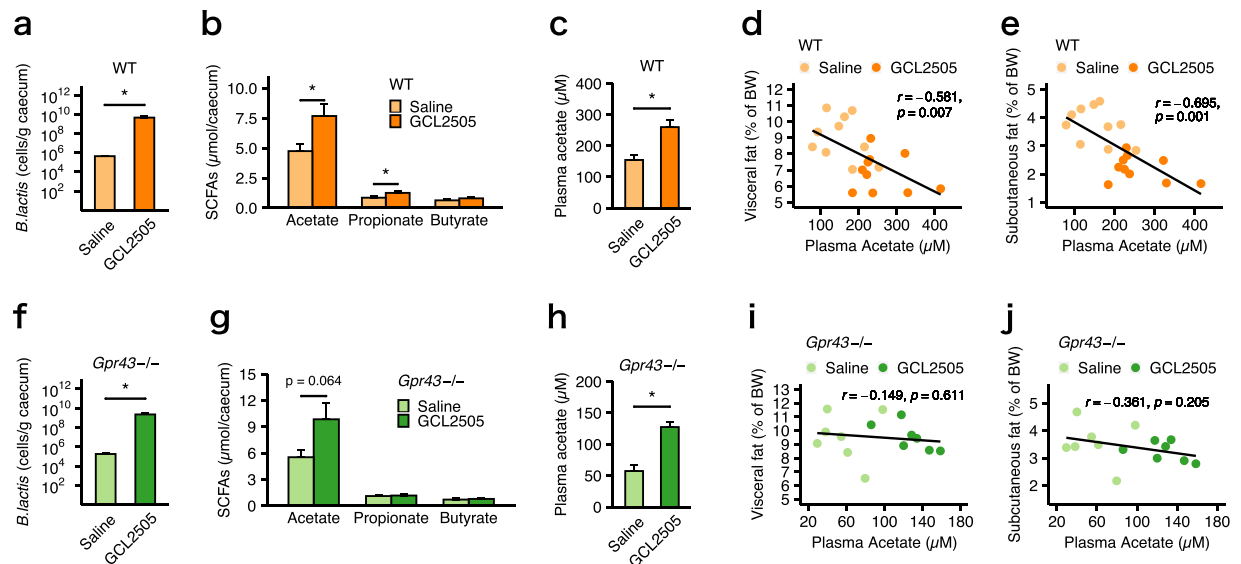 a
WT
*
B.lactis (cells/g caecum)
10^12
10^10
10^8
10^6
10^4
10^2
Saline
GCL2505
b
WT
Saline
GCL2505
*
*
SCFAs (µmol/caecum)
10.0
7.5
5.0
2.5
0.0
Acetate
Propionate
Butyrate
c
WT
*
Plasma acetate (µM)
400
300
200
100
0
Saline
GCL2505
d
WT
Saline
GCL2505
r = −0.581,
p = 0.007
Visceral fat (% of BW)
12
11
10
9
8
7
6
5
100
200
300
400
Plasma Acetate (µM)
e
WT
Saline
GCL2505
r = −0.695,
p = 0.001
Subcutaneous fat (% of BW)
5
4
3
2
1
100
200
300
400
Plasma Acetate (µM)
f
Gpr43−/−
*
B.lactis (cells/g caecum)
10^12
10^10
10^8
10^6
10^4
10^2
Saline
GCL2505
g
Gpr43−/−
Saline
GCL2505
p = 0.064
SCFAs (µmol/caecum)
15
12
9
6
3
0
Acetate
Propionate
Butyrate
h
Gpr43−/−
*
Plasma acetate (µM)
200
150
100
50
0
Saline
GCL2505
i
Gpr43−/−
Saline
GCL2505
r = −0.149, p = 0.611
Visceral fat (% of BW)
13
12
11
10
9
8
7
6
5
20
60
100
140
180
Plasma Acetate (µM)
j
Gpr43−/−
Saline
GCL2505
r = −0.361, p = 0.205
Subcutaneous fat (% of BW)
5
4
3
2
20
60
100
140
180
Plasma Acetate (µM)